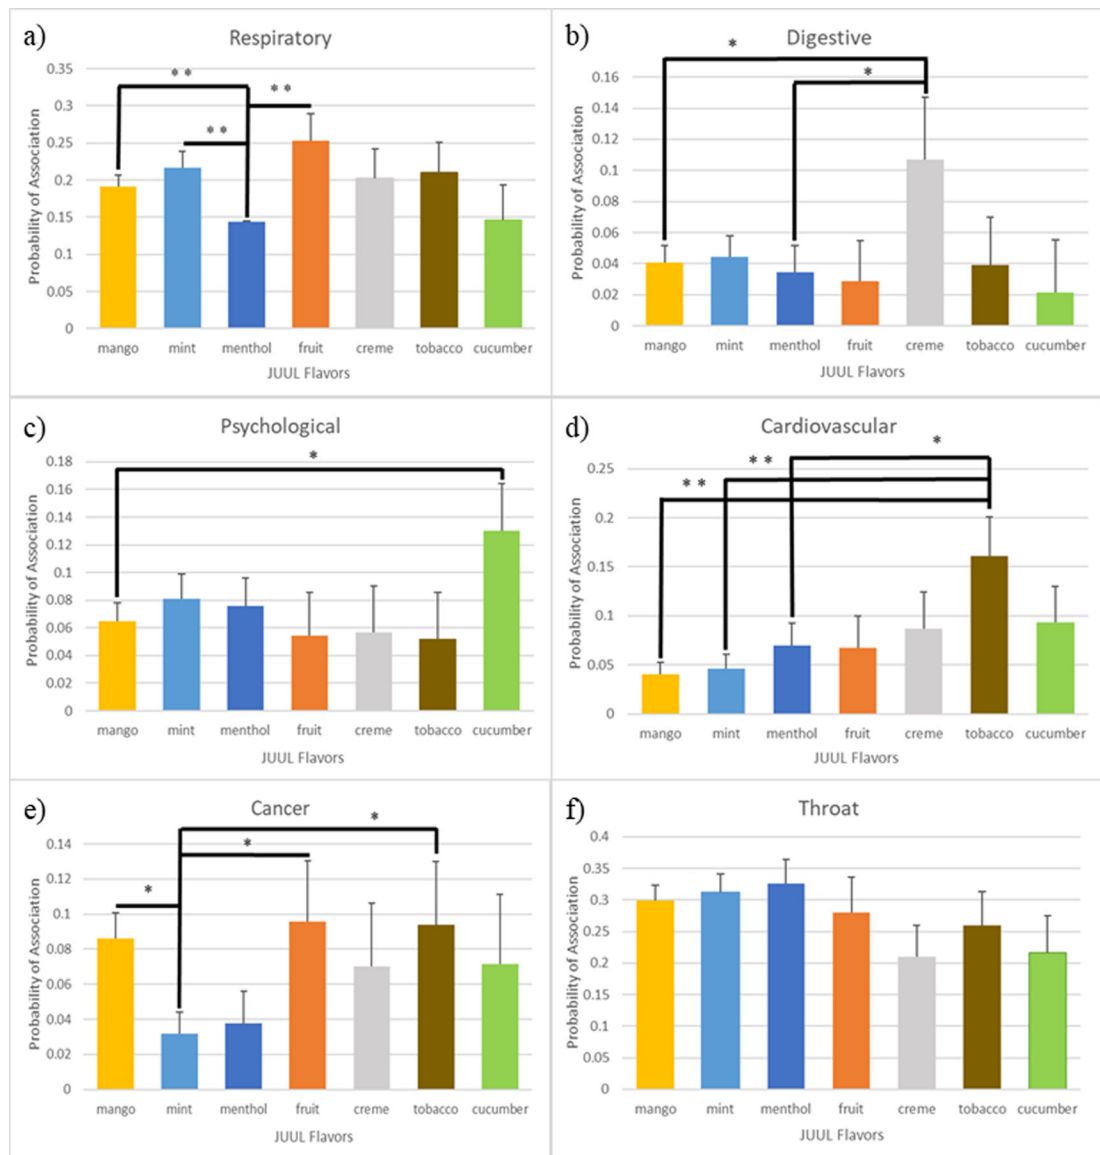 a)
Respiratory
Probability of Association
0.35
0.3
0.25
0.2
0.15
0.1
0.05
0
* *
* *
* *
mango mint menthol fruit creme tobacco cucumber
JUUL Flavors
b)
Digestive
Probability of Association
0.16
0.14
0.12
0.1
0.08
0.06
0.04
0.02
0
*
*
mango mint menthol fruit creme tobacco cucumber
JUUL Flavors
c)
Psychological
Probability of Association
0.18
0.16
0.14
0.12
0.1
0.08
0.06
0.04
0.02
0
*
mango mint menthol fruit creme tobacco cucumber
JUUL Flavors
d)
Cardiovascular
Probability of Association
0.25
0.2
0.15
0.1
0.05
0
*
* *
* *
mango mint menthol fruit creme tobacco cucumber
JUUL Flavors
e)
Cancer
Probability of Association
0.14
0.12
0.1
0.08
0.06
0.04
0.02
0
*
*
*
mango mint menthol fruit creme tobacco cucumber
JUUL Flavors
f)
Throat
Probability of Association
0.4
0.35
0.3
0.25
0.2
0.15
0.1
0.05
0
mango mint menthol fruit creme tobacco cucumber
JUUL Flavors